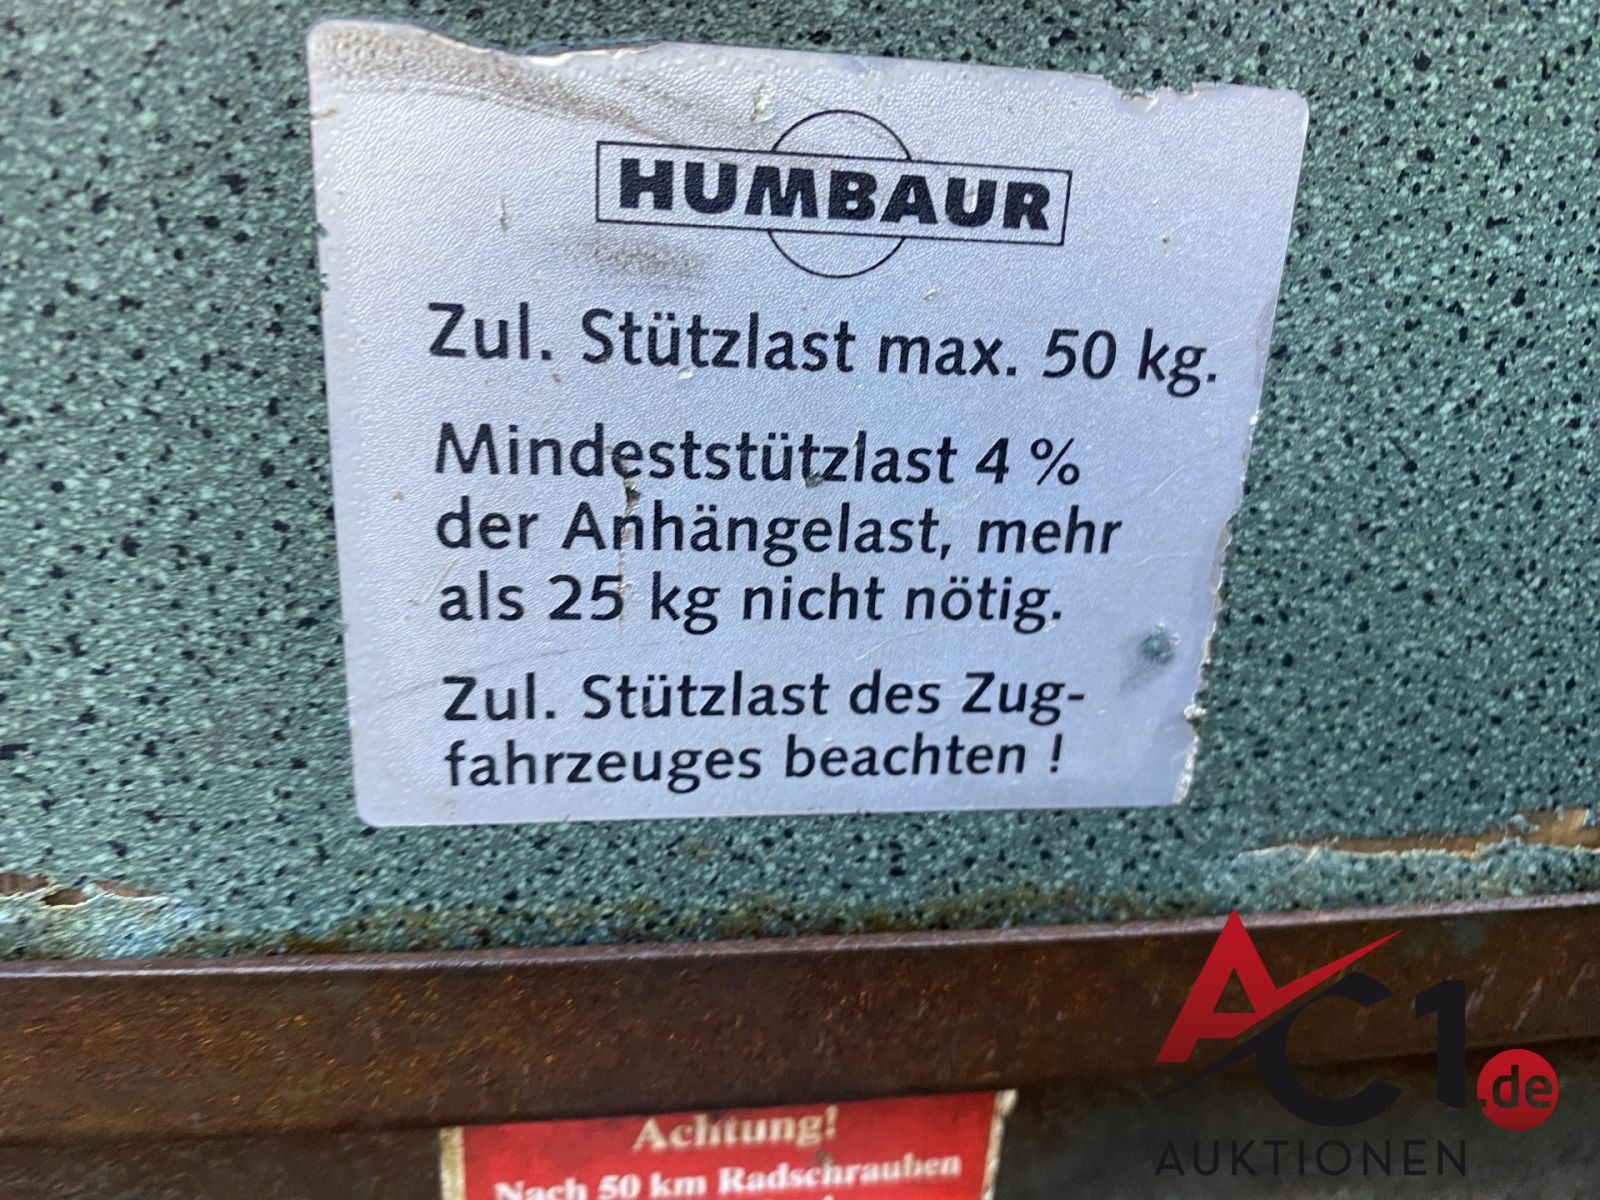 HUMBAUR
Zul. Stützlast max. 50 kg.
Mindeststützlast 4 %
der Anhängelast, mehr
als 25 kg nicht nötig.
Zul. Stützlast des Zug-
fahrzeuges beachten !
Achtung!
Nach 50 km Radschrauben
AC1.de
AUKTIONEN